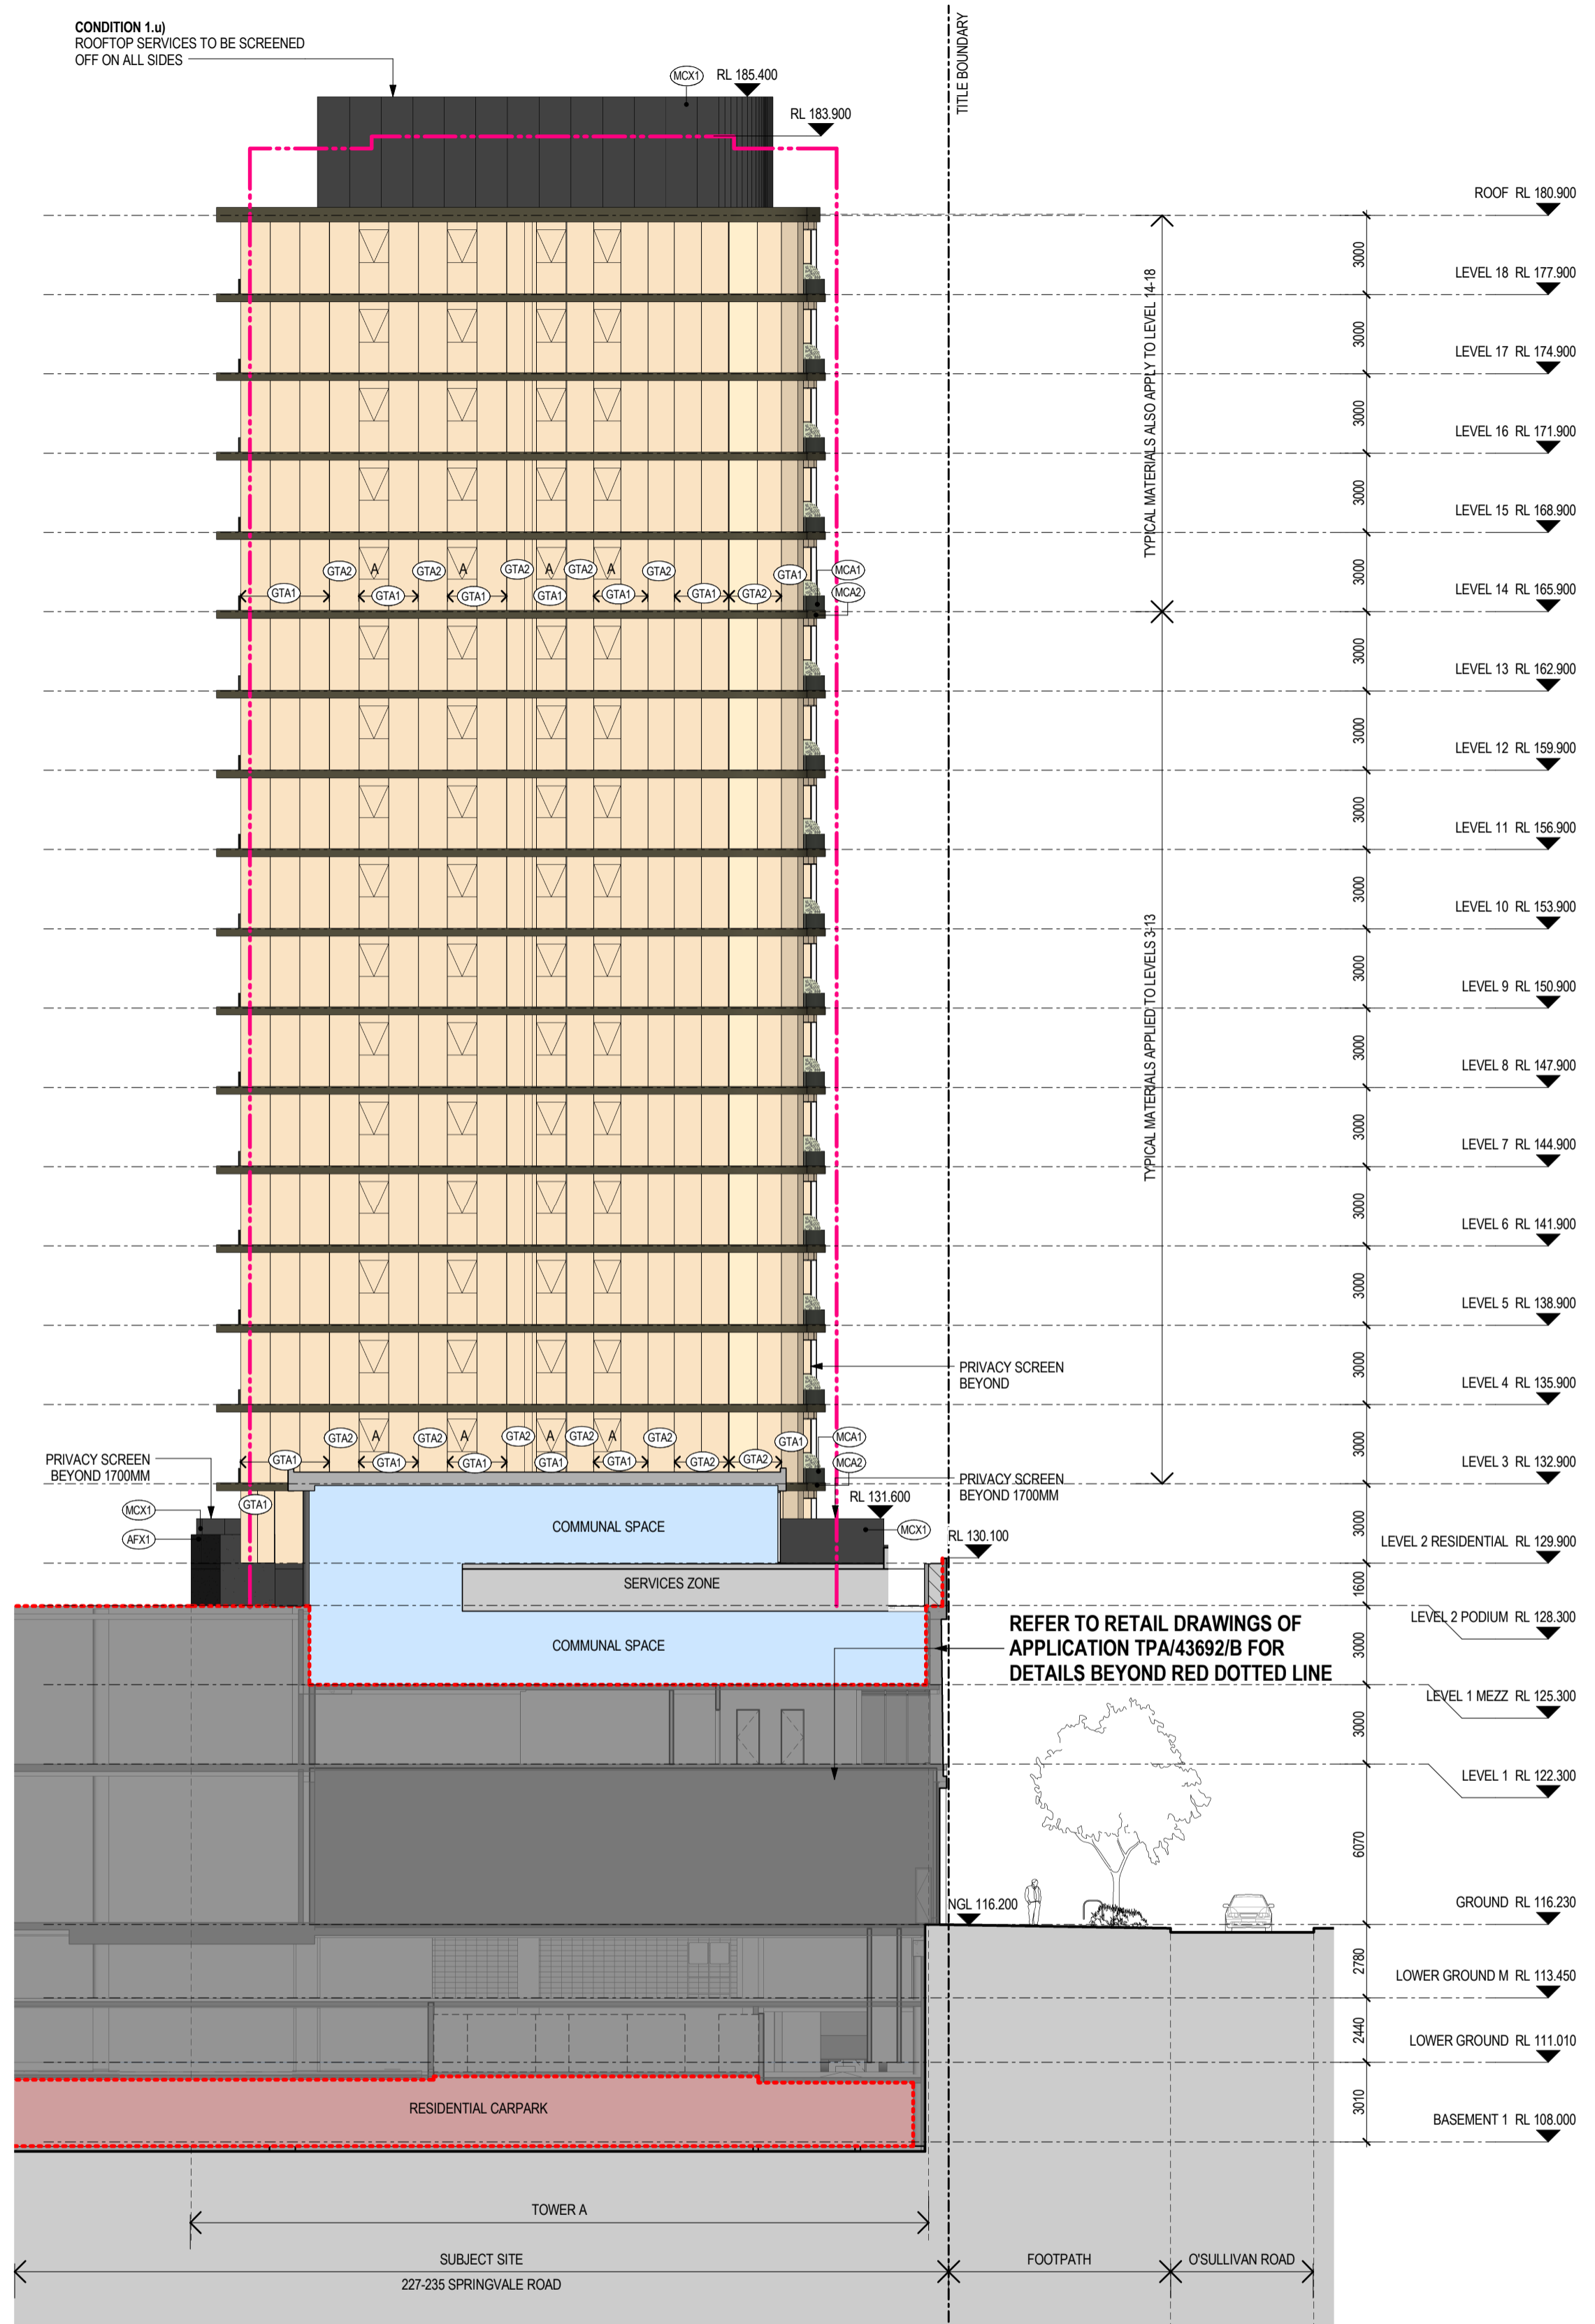 CONDITION 1.u)
ROOFTOP SERVICES TO BE SCREENED
OFF ON ALL SIDES
MCX1
RL 185.400
RL 183.900
TITLE BOUNDARY
ROOF RL 180.900
3000
LEVEL 18 RL 177.900
3000
LEVEL 17 RL 174.900
3000
LEVEL 16 RL 171.900
3000
LEVEL 15 RL 168.900
3000
LEVEL 14 RL 165.900
TYPICAL MATERIALS ALSO APPLY TO LEVEL 14-18
GTA2 A GTA2 A GTA2 A GTA2 A GTA2 GTA1 MCA1
GTA1 GTA1 GTA1 GTA1 GTA1 GTA1 GTA2 MCA2
3000
LEVEL 13 RL 162.900
3000
LEVEL 12 RL 159.900
3000
LEVEL 11 RL 156.900
3000
LEVEL 10 RL 153.900
3000
LEVEL 9 RL 150.900
3000
LEVEL 8 RL 147.900
3000
LEVEL 7 RL 144.900
3000
LEVEL 6 RL 141.900
3000
LEVEL 5 RL 138.900
3000
LEVEL 4 RL 135.900
3000
LEVEL 3 RL 132.900
TYPICAL MATERIALS APPLIED TO LEVELS 3-13
PRIVACY SCREEN
BEYOND
GTA2 A GTA2 A GTA2 A GTA2 A GTA2 GTA1 MCA1
GTA1 GTA1 GTA1 GTA1 GTA1 GTA2 GTA2 MCA2
PRIVACY SCREEN
BEYOND 1700MM
PRIVACY SCREEN
BEYOND 1700MM
MCX1
AFX1
GTA1
RL 131.600
MCX1
RL 130.100
COMMUNAL SPACE
SERVICES ZONE
COMMUNAL SPACE
3000
LEVEL 2 RESIDENTIAL RL 129.900
1600
LEVEL 2 PODIUM RL 128.300
3000
LEVEL 1 MEZZ RL 125.300
3000
LEVEL 1 RL 122.300
REFER TO RETAIL DRAWINGS OF
APPLICATION TPA/43692/B FOR
DETAILS BEYOND RED DOTTED LINE
6070
NGL 116.200
GROUND RL 116.230
2780
LOWER GROUND M RL 113.450
2440
LOWER GROUND RL 111.010
3010
BASEMENT 1 RL 108.000
RESIDENTIAL CARPARK
TOWER A
SUBJECT SITE
227-235 SPRINGVALE ROAD
FOOTPATH
O'SULLIVAN ROAD